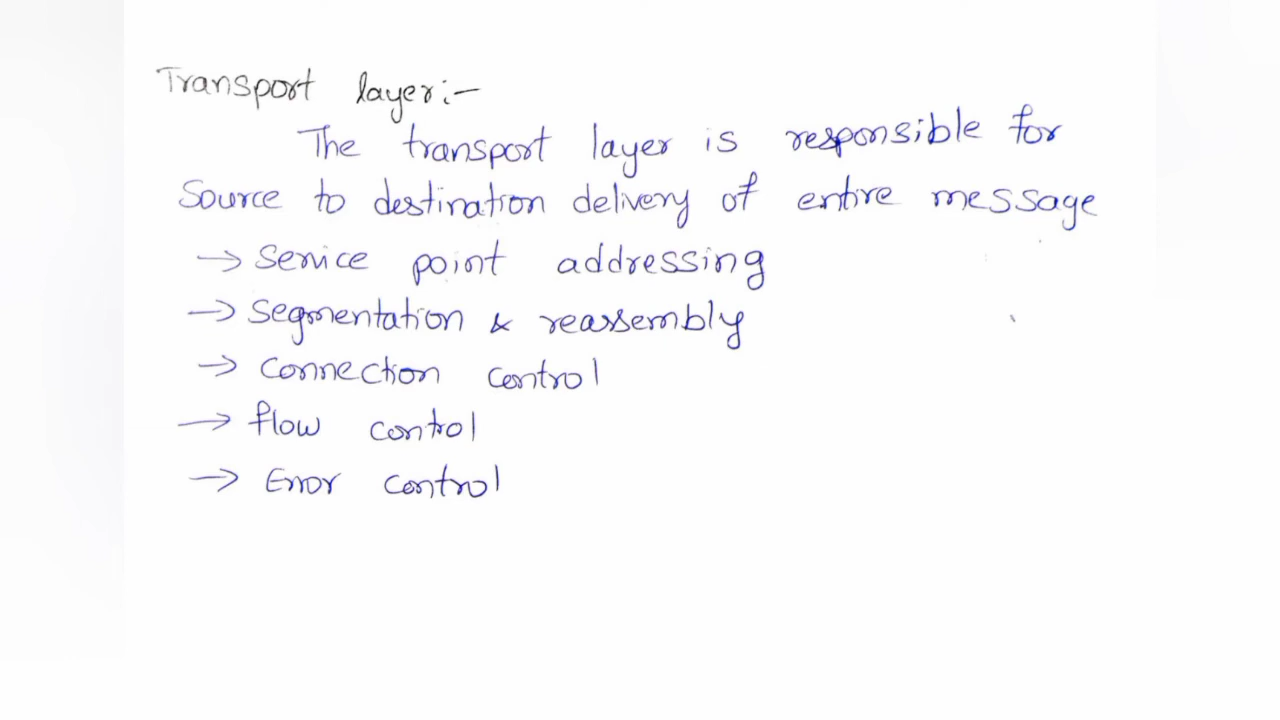 Transport layer:-
The transport layer is responsible for
Source to destination delivery of entire message
→ Service point addressing
→ Segmentation & reassembly
→ Connection control
→ flow control
→ Error control